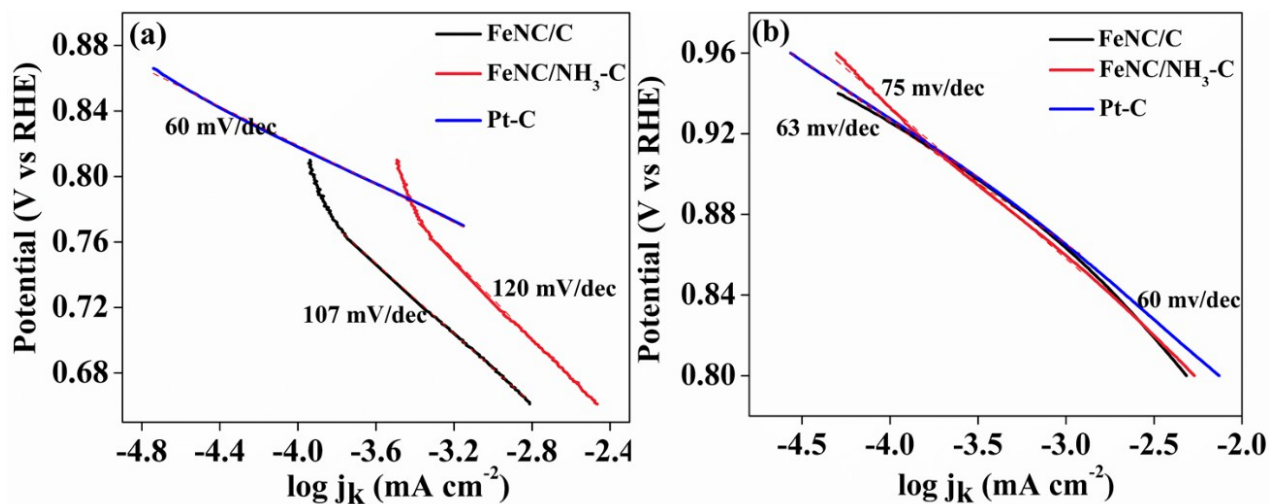 (a)
FeNC/C
FeNC/NH₃-C
Pt-C
60 mV/dec
107 mV/dec
120 mV/dec
Potential (V vs RHE)
0.88
0.84
0.80
0.76
0.72
0.68
-4.8 -4.4 -4.0 -3.6 -3.2 -2.8 -2.4
log jk (mA cm⁻²)
(b)
FeNC/C
FeNC/NH₃-C
Pt-C
75 mv/dec
63 mv/dec
60 mv/dec
Potential (V vs RHE)
0.96
0.92
0.88
0.84
0.80
-4.5 -4.0 -3.5 -3.0 -2.5 -2.0
log jk (mA cm⁻²)